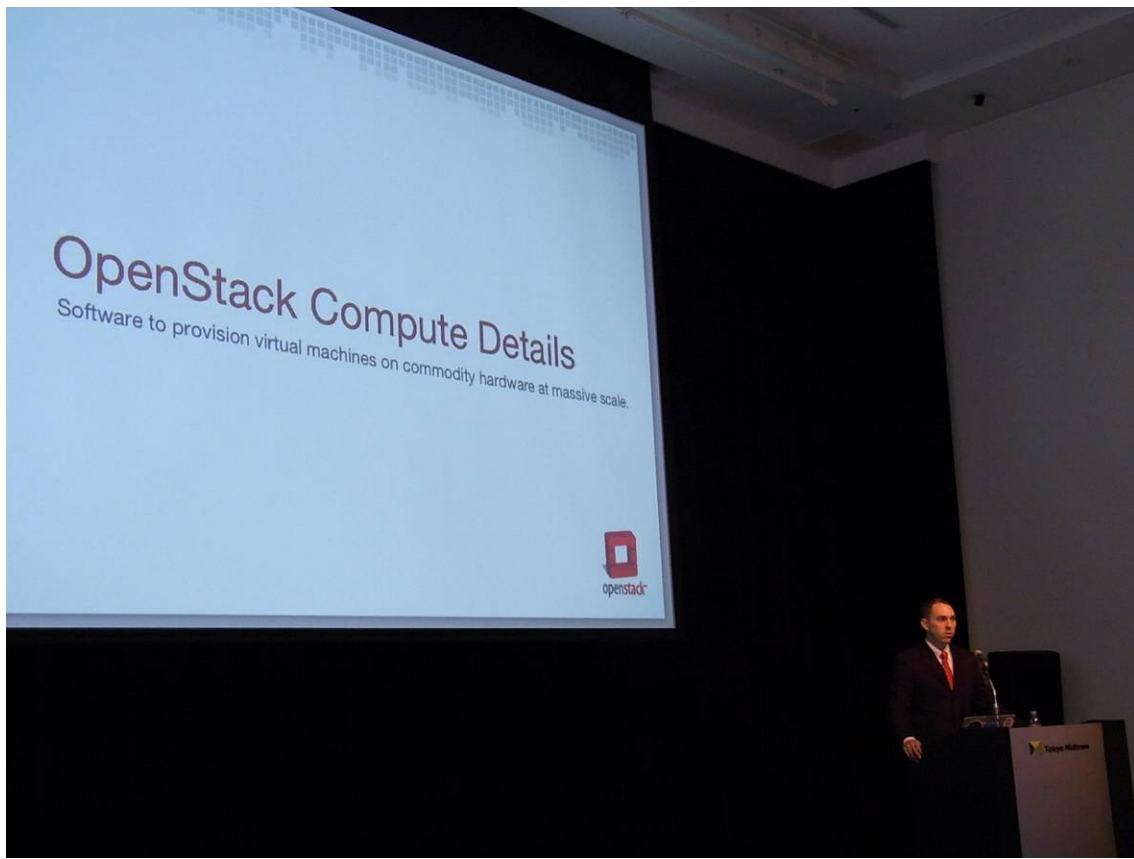 OpenStack Compute Details
Software to provision virtual machines on commodity hardware at massive scale.
openstack
Tokyo Midtown